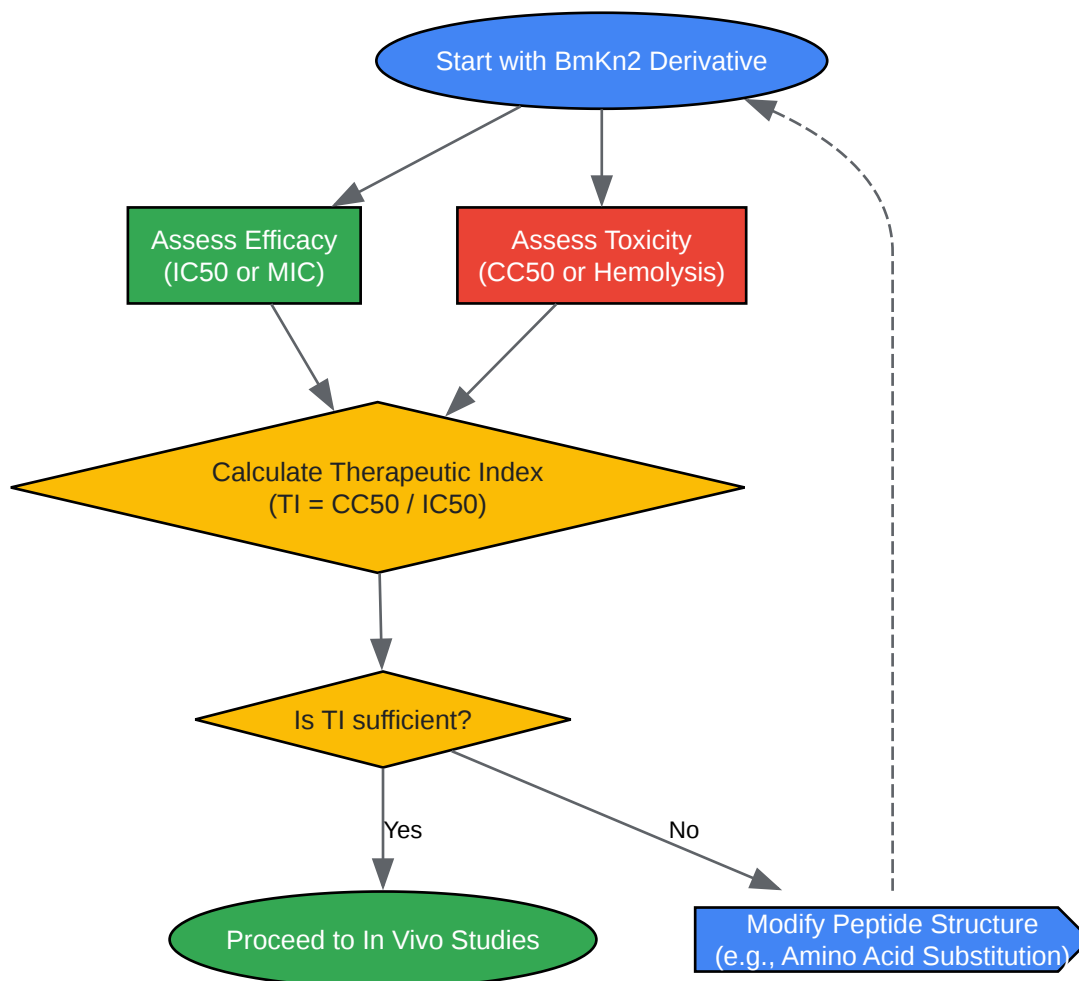 Start with BmKn2 Derivative
Assess Efficacy
(IC50 or MIC)
Assess Toxicity
(CC50 or Hemolysis)
Calculate Therapeutic Index
(TI = CC50 / IC50)
Is TI sufficient?
Yes
No
Proceed to In Vivo Studies
Modify Peptide Structure
(e.g., Amino Acid Substitution)